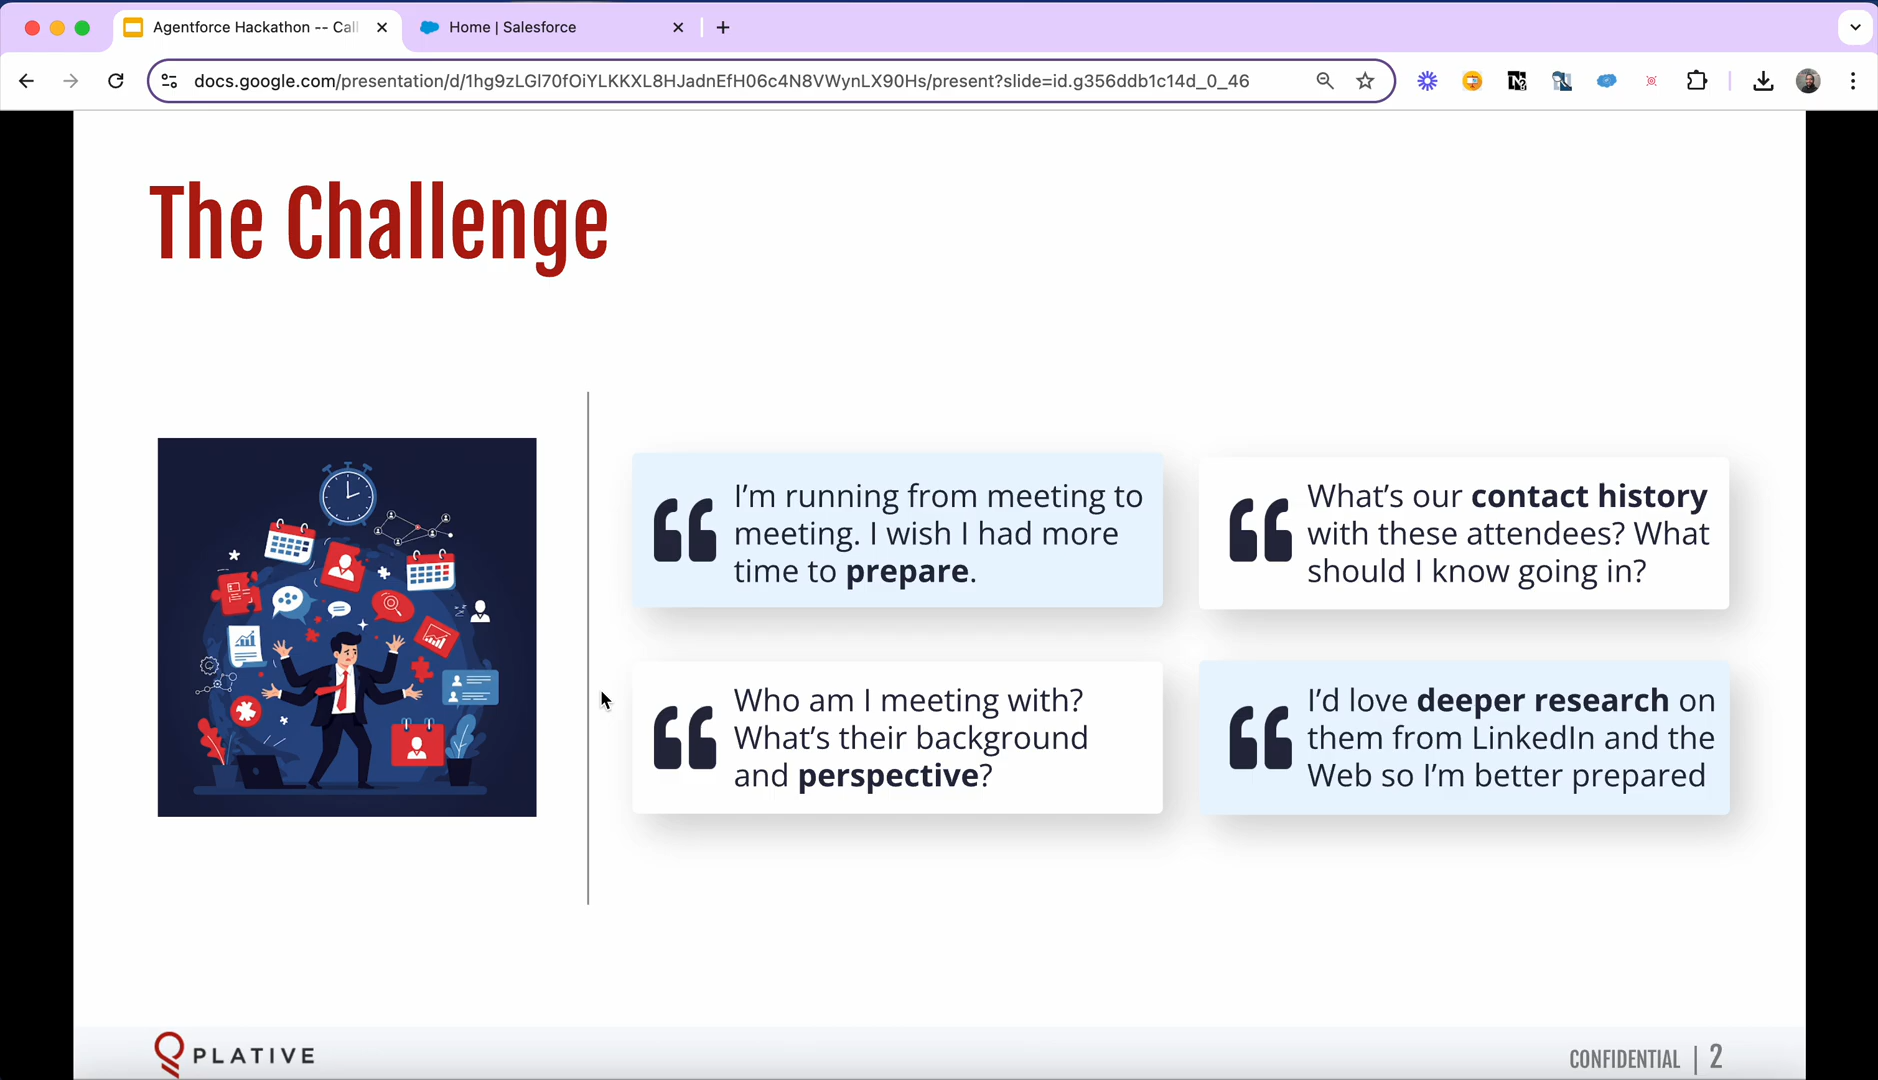 Agentforce Hackathon -- Call
Home | Salesforce
docs.google.com/presentation/d/1hg9zLGl70fOiYLKKXL8HJadnEfH06c4N8VWynLX90Hs/present?slide=id.g356ddb1c14d_0_46
The Challenge
I’m running from meeting to
meeting. I wish I had more
time to prepare.
What’s our contact history
with these attendees? What
should I know going in?
Who am I meeting with?
What’s their background
and perspective?
I’d love deeper research on
them from LinkedIn and the
Web so I’m better prepared
PLATIVE
CONFIDENTIAL | 2